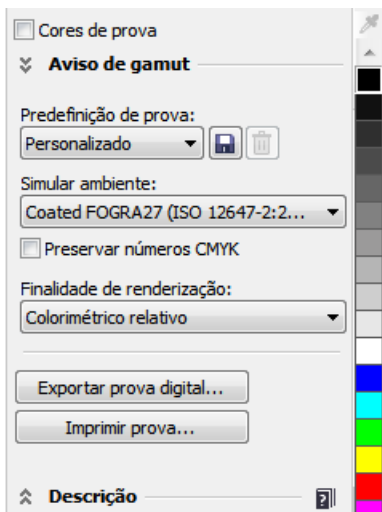 Cores de prova
Aviso de gamut
Predefinição de prova:
Personalizado
Simular ambiente:
Coated FOGRA27 (ISO 12647-2:2...
Preservar números CMYK
Finalidade de renderização:
Colorimétrico relativo
Exportar prova digital...
Imprimir prova...
Descrição
?